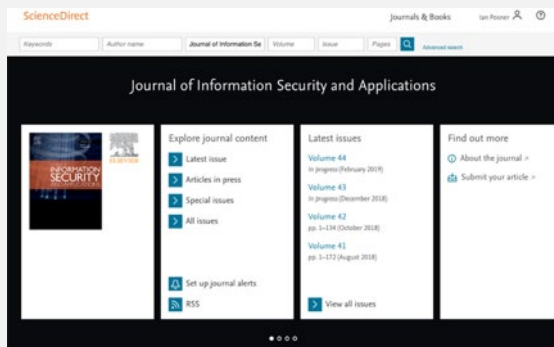 ScienceDirect
Journals & Books
Ian Posner
Keywords
Author name
Journal of Information Se
Volume
Issue
Pages
Advanced search
Journal of Information Security and Applications
INFORMATION
SECURITY
AND APPLICATIONS
ELSEVIER
Explore journal content
Latest issue
Articles in press
Special issues
All issues
Set up journal alerts
RSS
Latest issues
Volume 44
In progress (February 2019)
Volume 43
In progress (December 2018)
Volume 42
pp. 1–134 (October 2018)
Volume 41
pp. 1–172 (August 2018)
View all issues
Find out more
About the journal
Submit your article